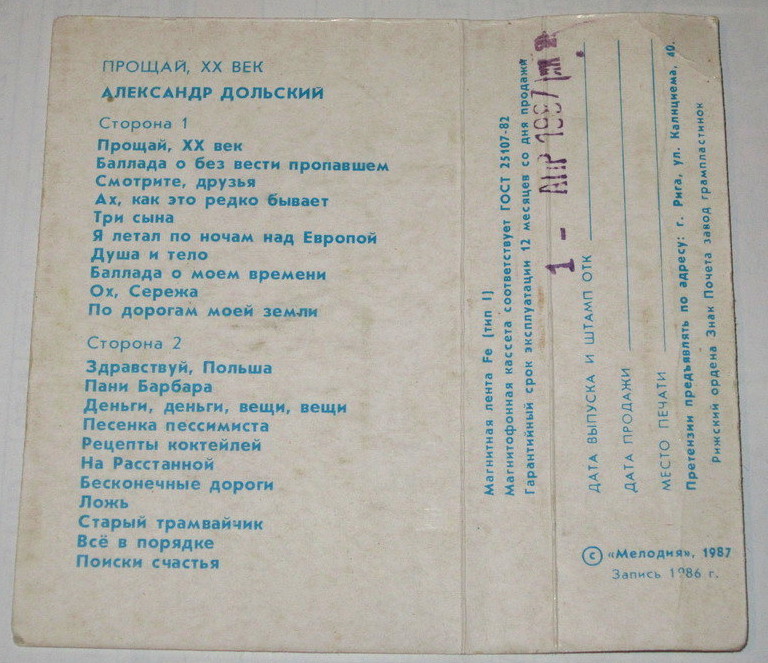 ПРОЩАЙ, XX ВЕК
АЛЕКСАНДР ДОЛЬСКИЙ
Сторона 1
Прощай, XX век
Баллада о без вести пропавшем
Смотрите, друзья
Ах, как это редко бывает
Три сына
Я летал по ночам над Европой
Душа и тело
Баллада о моем времени
Ох, Сережа
По дорогам моей земли
Сторона 2
Здравствуй, Польша
Пани Барбара
Деньги, деньги, вещи, вещи
Песенка пессимиста
Рецепты коктейлей
На Расстанной
Бесконечные дороги
Ложь
Старый трамвайчик
Всё в порядке
Поиски счастья
Магнитная лента Fe [тип I]
Магнитофонная кассета соответствует ГОСТ 25107-82
Гарантийный срок эксплуатации 12 месяцев со дня продажи
1 - АПР 1987
ДАТА ВЫПУСКА И ШТАМП ОТК
ДАТА ПРОДАЖИ
МЕСТО ПЕЧАТИ
Претензии предъявлять по адресу: г. Рига, ул. Калнциема, 40.
Рижский ордена Знак Почета завод грампластинок
© «Мелодия», 1987
Запись 1986 г.